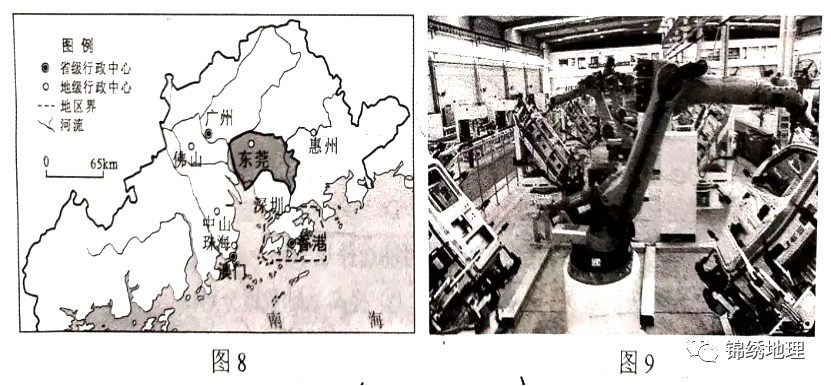 图例
省级行政中心
地级行政中心
地区界
河流
0 65km
广州
佛山
东莞
惠州
深圳
中山
珠海
香港
澳门
南海
图8
图9
锦绣地理